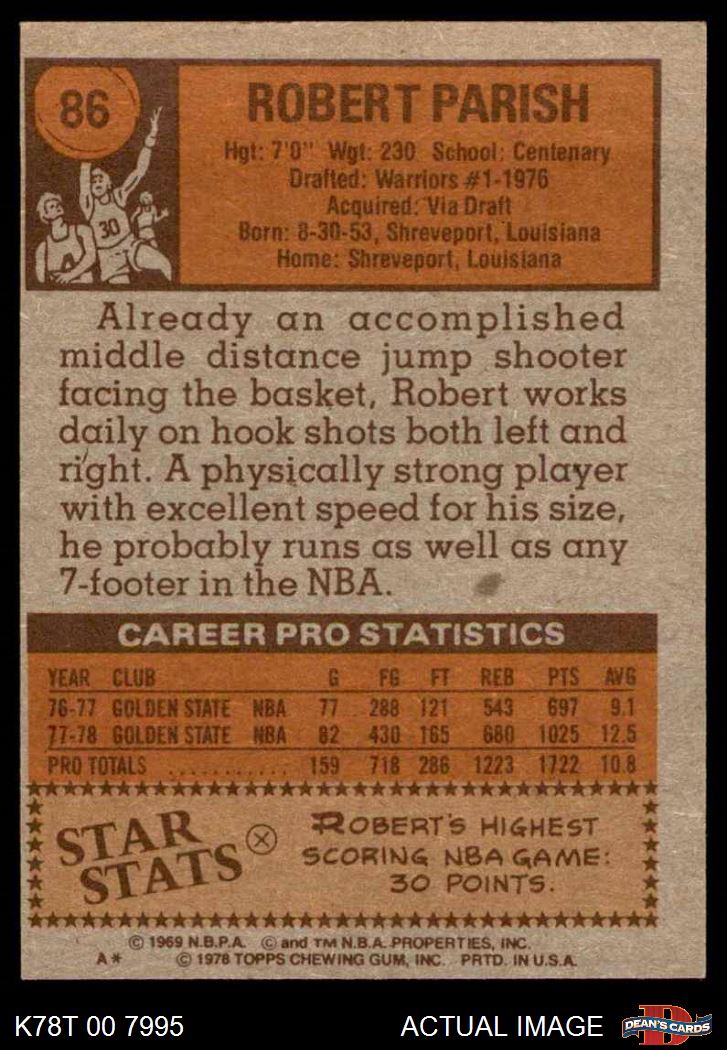 86
ROBERT PARISH
Hgt: 7'0" Wgt: 230 School: Centenary
Drafted: Warriors #1-1976
Acquired: Via Draft
Born: 8-30-53, Shreveport, Louisiana
Home: Shreveport, Louisiana
30
A
Already an accomplished
middle distance jump shooter
facing the basket, Robert works
daily on hook shots both left and
right. A physically strong player
with excellent speed for his size,
he probably runs as well as any
7-footer in the NBA.
CAREER PRO STATISTICS
YEAR CLUB G FG FT REB PTS AVG
76-77 GOLDEN STATE NBA 77 288 121 543 697 9.1
77-78 GOLDEN STATE NBA 82 430 165 680 1025 12.5
PRO TOTALS ........... 159 718 286 1223 1722 10.8
STAR
STATS
ROBERT'S HIGHEST
SCORING NBA GAME:
30 POINTS.
© 1969 N.B.P.A. © and TM N.B.A. PROPERTIES, INC.
A* © 1978 TOPPS CHEWING GUM, INC. PRTD. IN U.S.A.
K78T 00 7995
ACTUAL IMAGE
D
DEAN'S CARDS